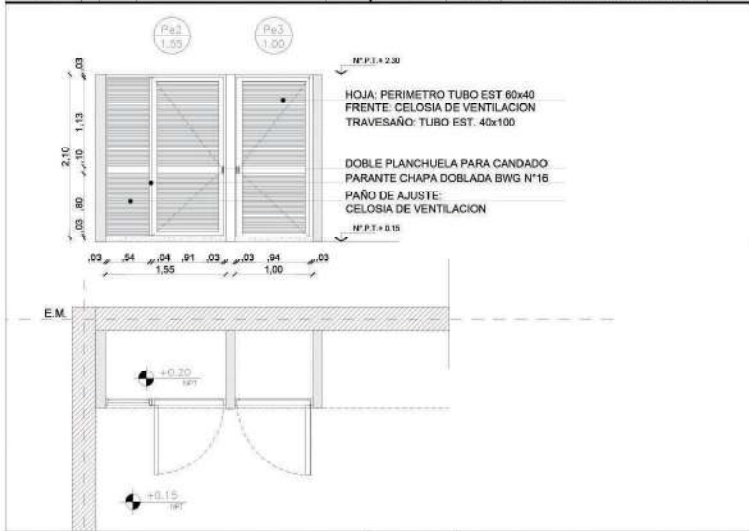 Pe2
1.55
Pe3
1.00
N°.P.T.+ 2.30
HOJA: PERIMETRO TUBO EST 60x40
FRENTE: CELOSIA DE VENTILACION
TRAVESAÑO: TUBO EST. 40x100
DOBLE PLANCHUELA PARA CANDADO
PARANTE CHAPA DOBLADA BWG N°16
PAÑO DE AJUSTE:
CELOSIA DE VENTILACION
N°.P.T.+ 0.15
2,10
,03
1,13
,10
,80
,03
,03 ,54 ,04 ,91 ,03 ,03 ,94 ,03
1,55 1,00
E.M.
+0.20
NPT
+0.15
NPT